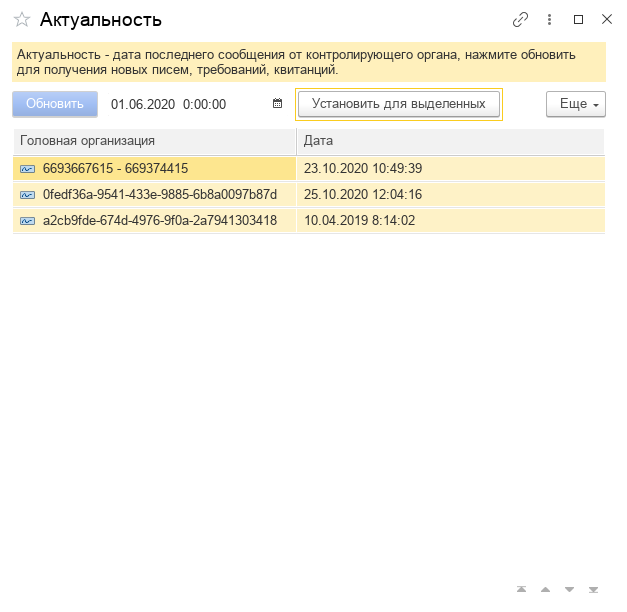 Актуальность
Актуальность - дата последнего сообщения от контролирующего органа, нажмите обновить
для получения новых писем, требований, квитанций.
Обновить 01.06.2020 0:00:00 Установить для выделенных Еще
Головная организация Дата
6693667615 - 669374415 23.10.2020 10:49:39
0fedf36a-9541-433e-9885-6b8a0097b87d 25.10.2020 12:04:16
a2cb9fde-674d-4976-9f0a-2a7941303418 10.04.2019 8:14:02